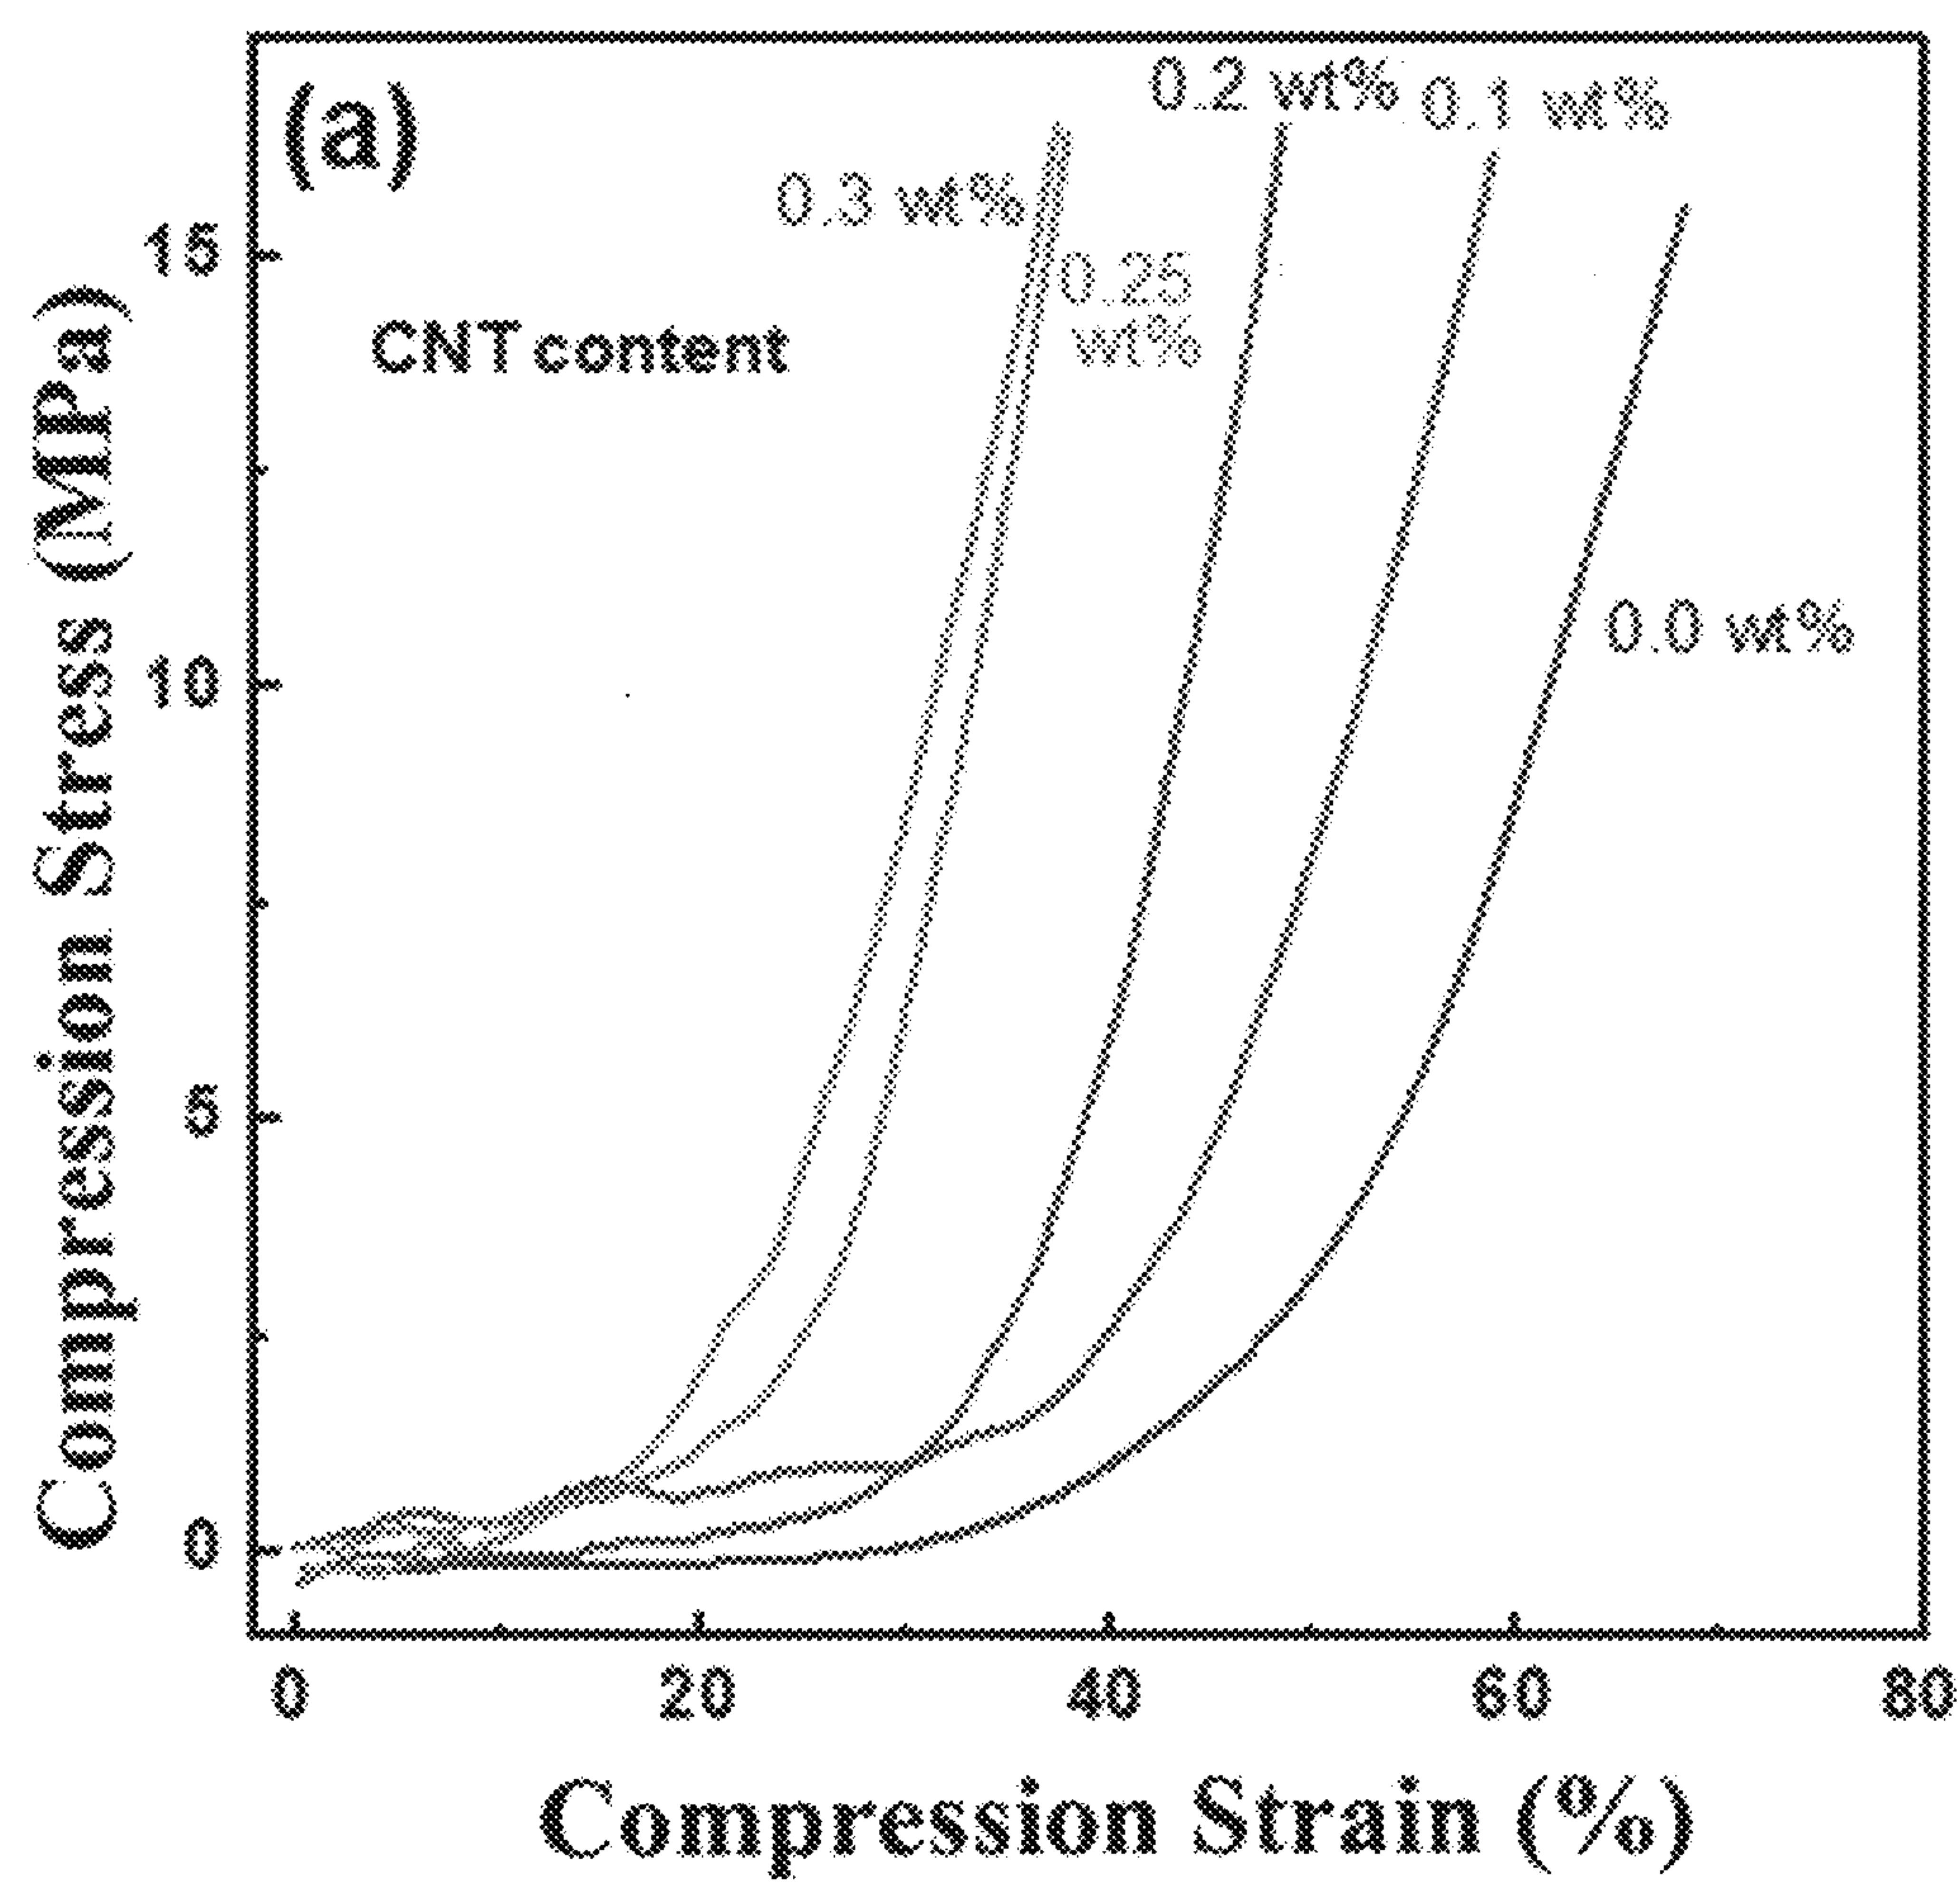 (a)
0.2 wt%
0.1 wt%
0.3 wt%
15
0.25
wt%
CNT content
0.0 wt%
10
5
0
Compression Stress (MPa)
0 20 40 60 80
Compression Strain (%)